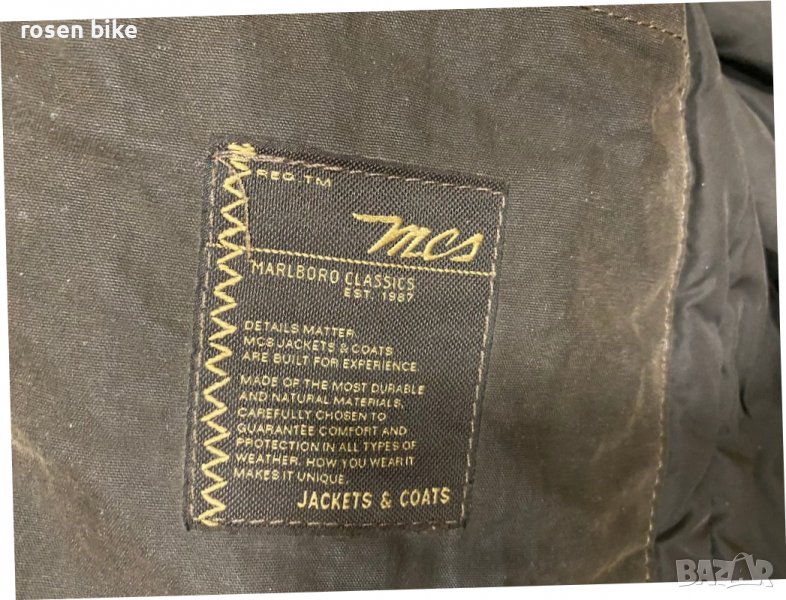 rosen bike
REG. TM
mcs
MARLBORO CLASSICS
EST. 1987
DETAILS MATTER.
MCS JACKETS & COATS
ARE BUILT FOR EXPERIENCE.
MADE OF THE MOST DURABLE
AND NATURAL MATERIALS,
CAREFULLY CHOSEN TO
GUARANTEE COMFORT AND
PROTECTION IN ALL TYPES OF
WEATHER. HOW YOU WEAR IT
MAKES IT UNIQUE.
JACKETS & COATS
BAZAR